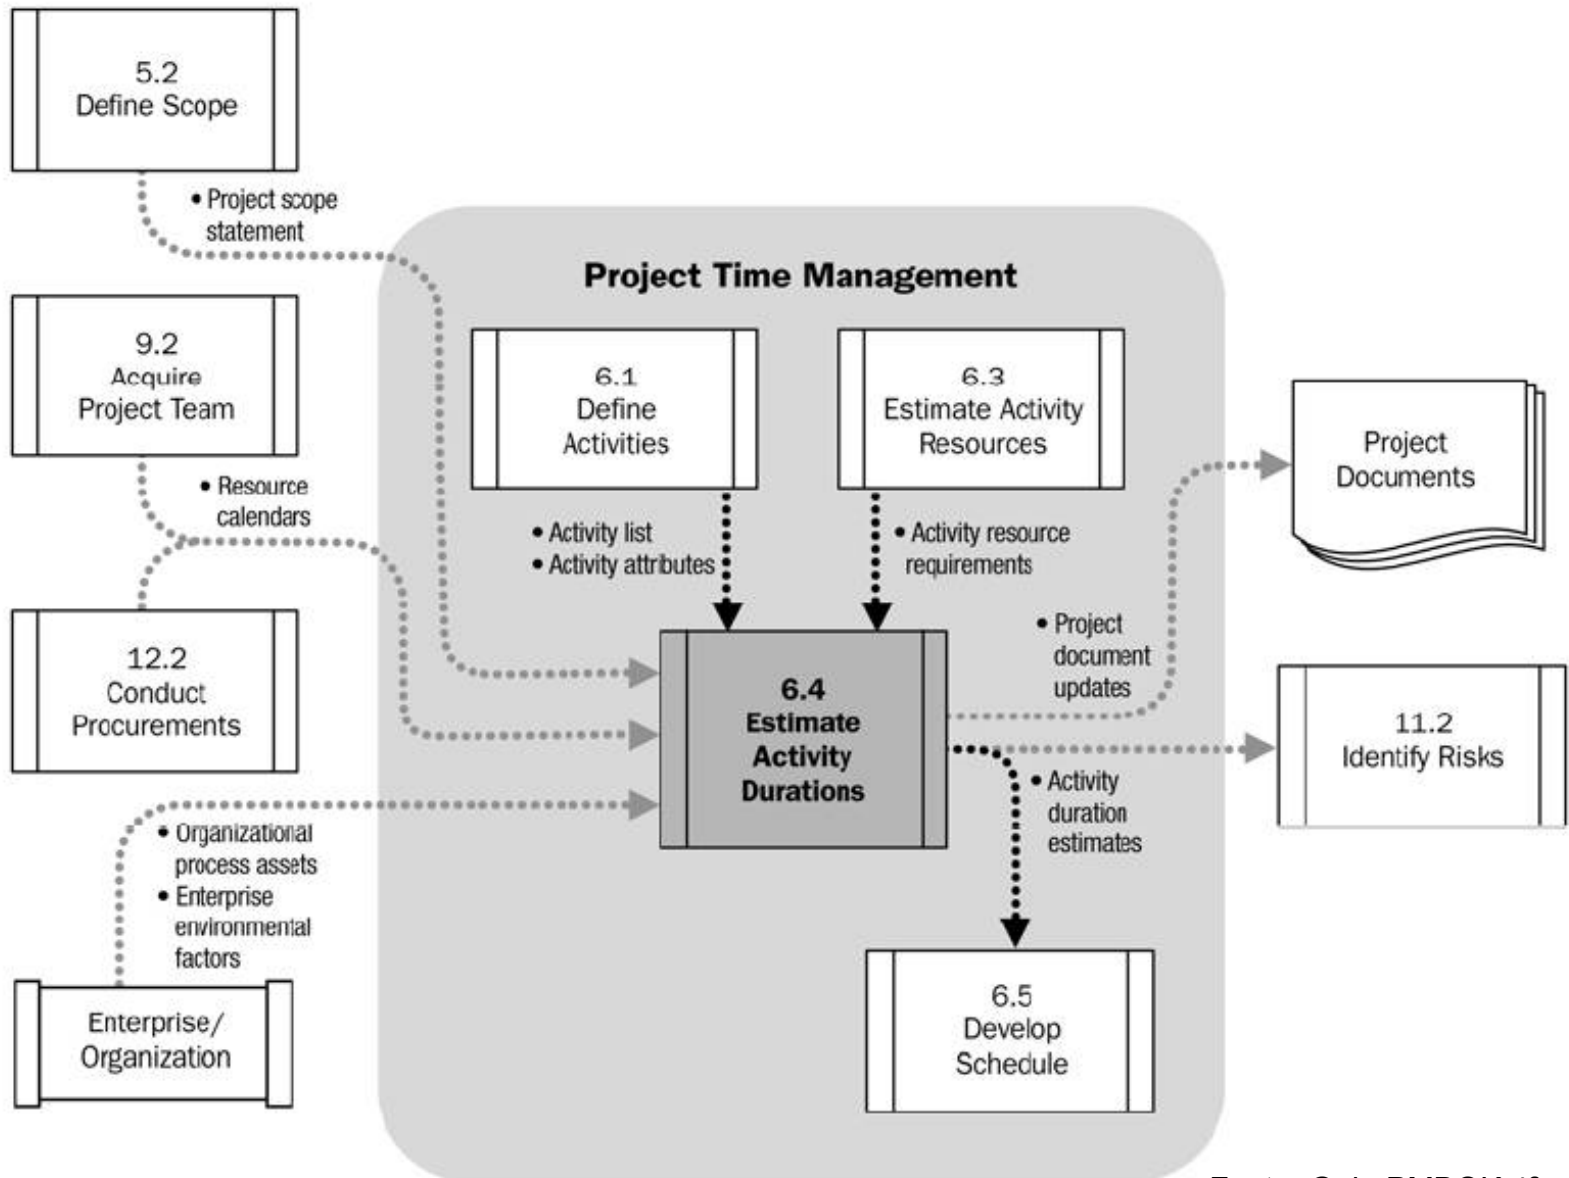 5.2
Define Scope
• Project scope
statement
9.2
Acquire
Project Team
• Resource
calendars
12.2
Conduct
Procurements
• Organizational
process assets
• Enterprise
environmental
factors
Enterprise/
Organization
Project Time Management
6.1
Define
Activities
6.3
Estimate Activity
Resources
• Activity list
• Activity attributes
• Activity resource
requirements
6.4
Estimate
Activity
Durations
• Project
document
updates
• Activity
duration
estimates
6.5
Develop
Schedule
Project
Documents
11.2
Identify Risks